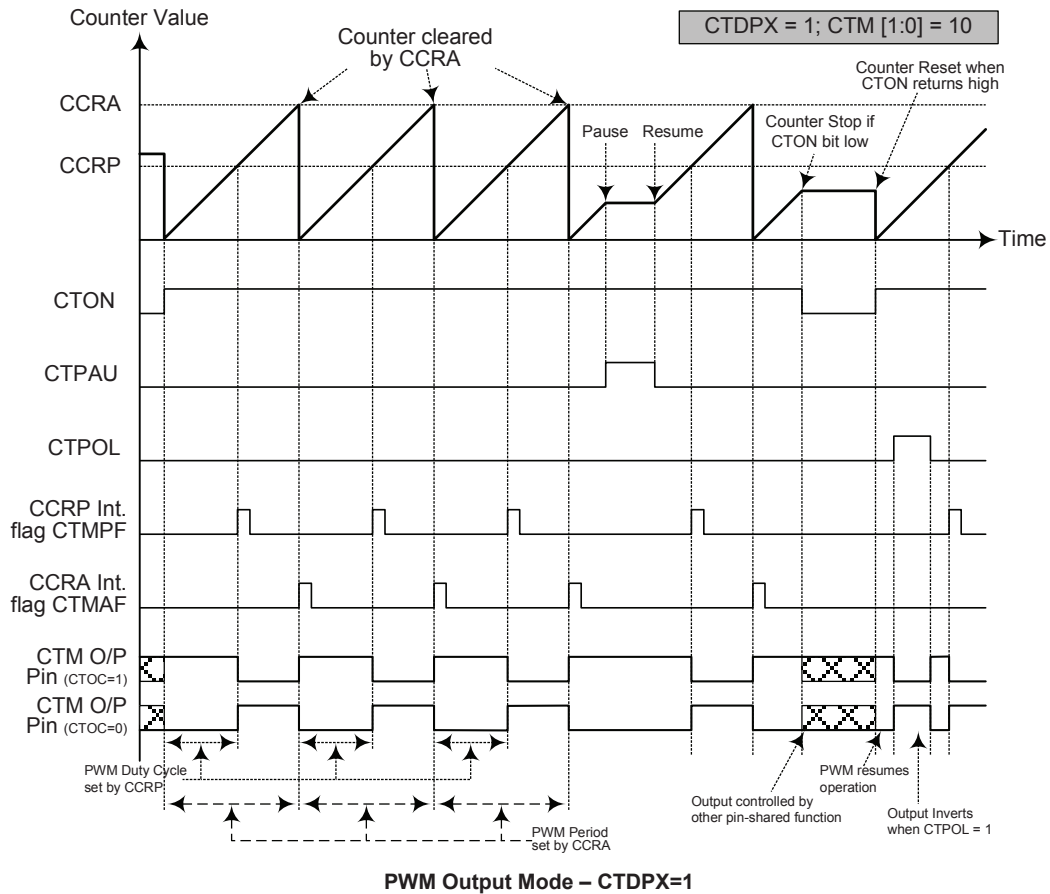 Counter Value
CTDPX = 1; CTM [1:0] = 10
Counter cleared
by CCRA
Counter Reset when
CTON returns high
CCRA
Counter Stop if
CTON bit low
Pause
Resume
CCRP
Time
CTON
CTPAU
CTPOL
CCRP Int.
flag CTMPF
CCRA Int.
flag CTMAF
CTM O/P
Pin (CTOC=1)
CTM O/P
Pin (CTOC=0)
PWM Duty Cycle
set by CCRP
PWM resumes
operation
Output controlled by
other pin-shared function
Output Inverts
when CTPOL = 1
PWM Period
set by CCRA
PWM Output Mode – CTDPX=1